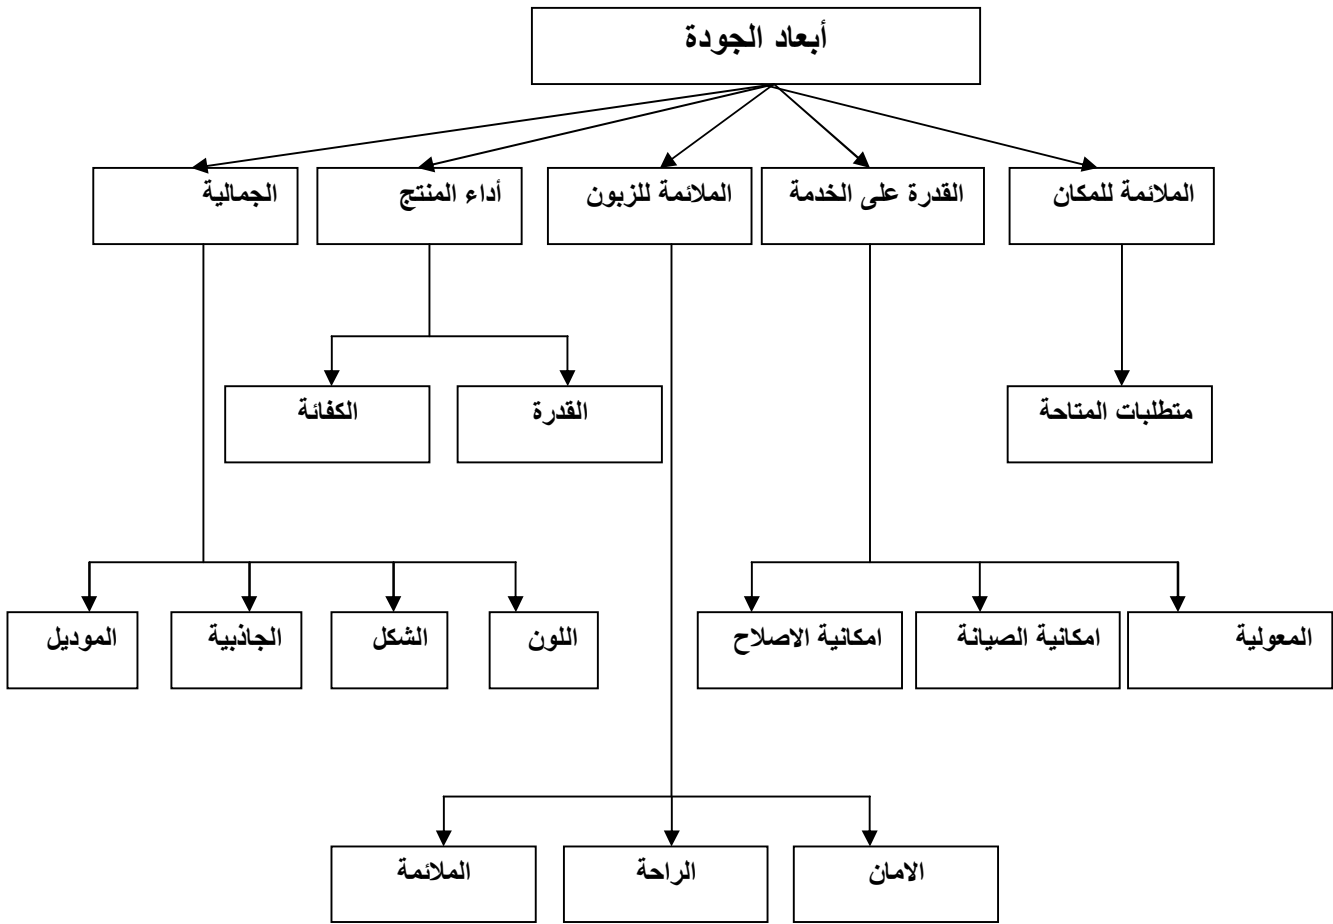 أبعاد الجودة
الملائمة للمكان
القدرة على الخدمة
الملائمة للزبون
أداء المنتج
الجمالية
متطلبات المتاحة
القدرة
الكفائة
المعولية
امكانية الصيانة
امكانية الاصلاح
اللون
الشكل
الجاذبية
الموديل
الامان
الراحة
الملائمة